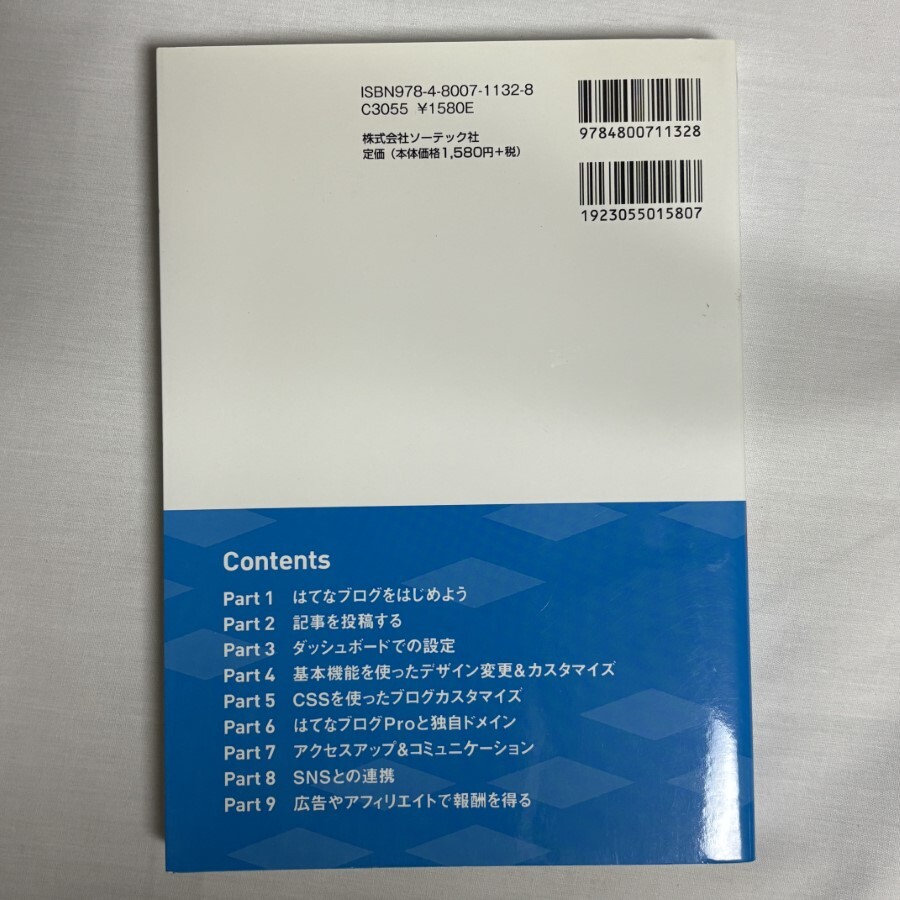 ISBN978-4-8007-1132-8
C3055 ¥1580E
株式会社ソーテック社
定価（本体価格1,580円+税）
9784800711328
1923055015807
Contents
Part 1 はてなブログをはじめよう
Part 2 記事を投稿する
Part 3 ダッシュボードでの設定
Part 4 基本機能を使ったデザイン変更&カスタマイズ
Part 5 CSSを使ったブログカスタマイズ
Part 6 はてなブログProと独自ドメイン
Part 7 アクセスアップ&コミュニケーション
Part 8 SNSとの連携
Part 9 広告やアフィリエイトで報酬を得る